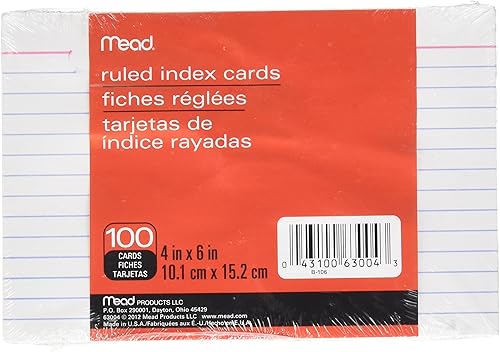 mead
ruled index cards
fiches réglées
tarjetas de
índice rayadas
100
CARDS
FICHES
TARJETAS
4 in x 6 in
10.1 cm x 15.2 cm
0 43100 63004 3
B-106
mead PRODUCTS LLC
P.O. Box 290001, Dayton, Ohio 45429
63004 © 2012 Mead Products LLC / www.mead.com
Made in U.S.A./Fabriquées aux É.-U./Hecho en E.U.A.